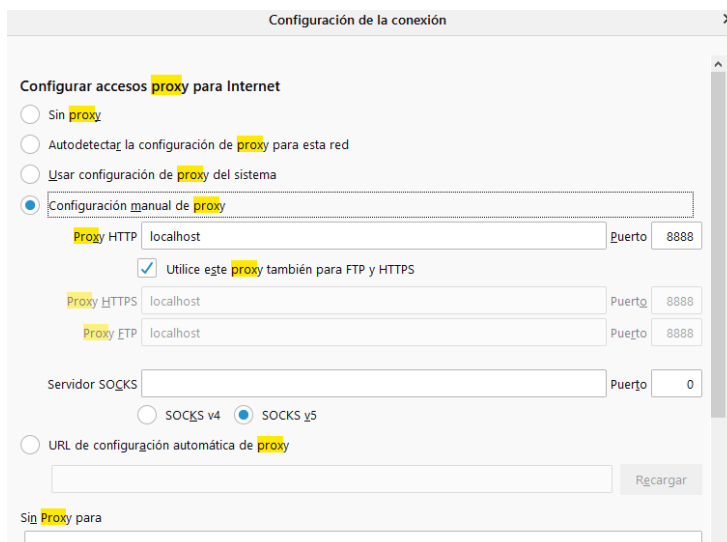 Configuración de la conexión
Configurar accesos proxy para Internet
Sin proxy
Autodetectar la configuración de proxy para esta red
Usar configuración de proxy del sistema
Configuración manual de proxy
Proxy HTTP localhost Puerto 8888
Utilice este proxy también para FTP y HTTPS
Proxy HTTPS localhost Puerto 8888
Proxy FTP localhost Puerto 8888
Servidor SOCKS Puerto 0
SOCKS v4 SOCKS v5
URL de configuración automática de proxy
Recargar
Sin Proxy para